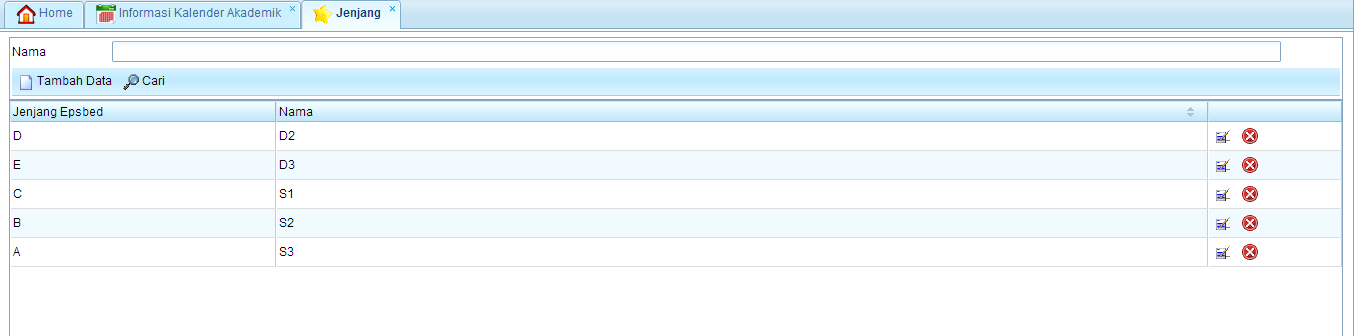 Home Informasi Kalender Akademik Jenjang
Nama
Tambah Data Cari
Jenjang Epsbed Nama
D D2
E D3
C S1
B S2
A S3